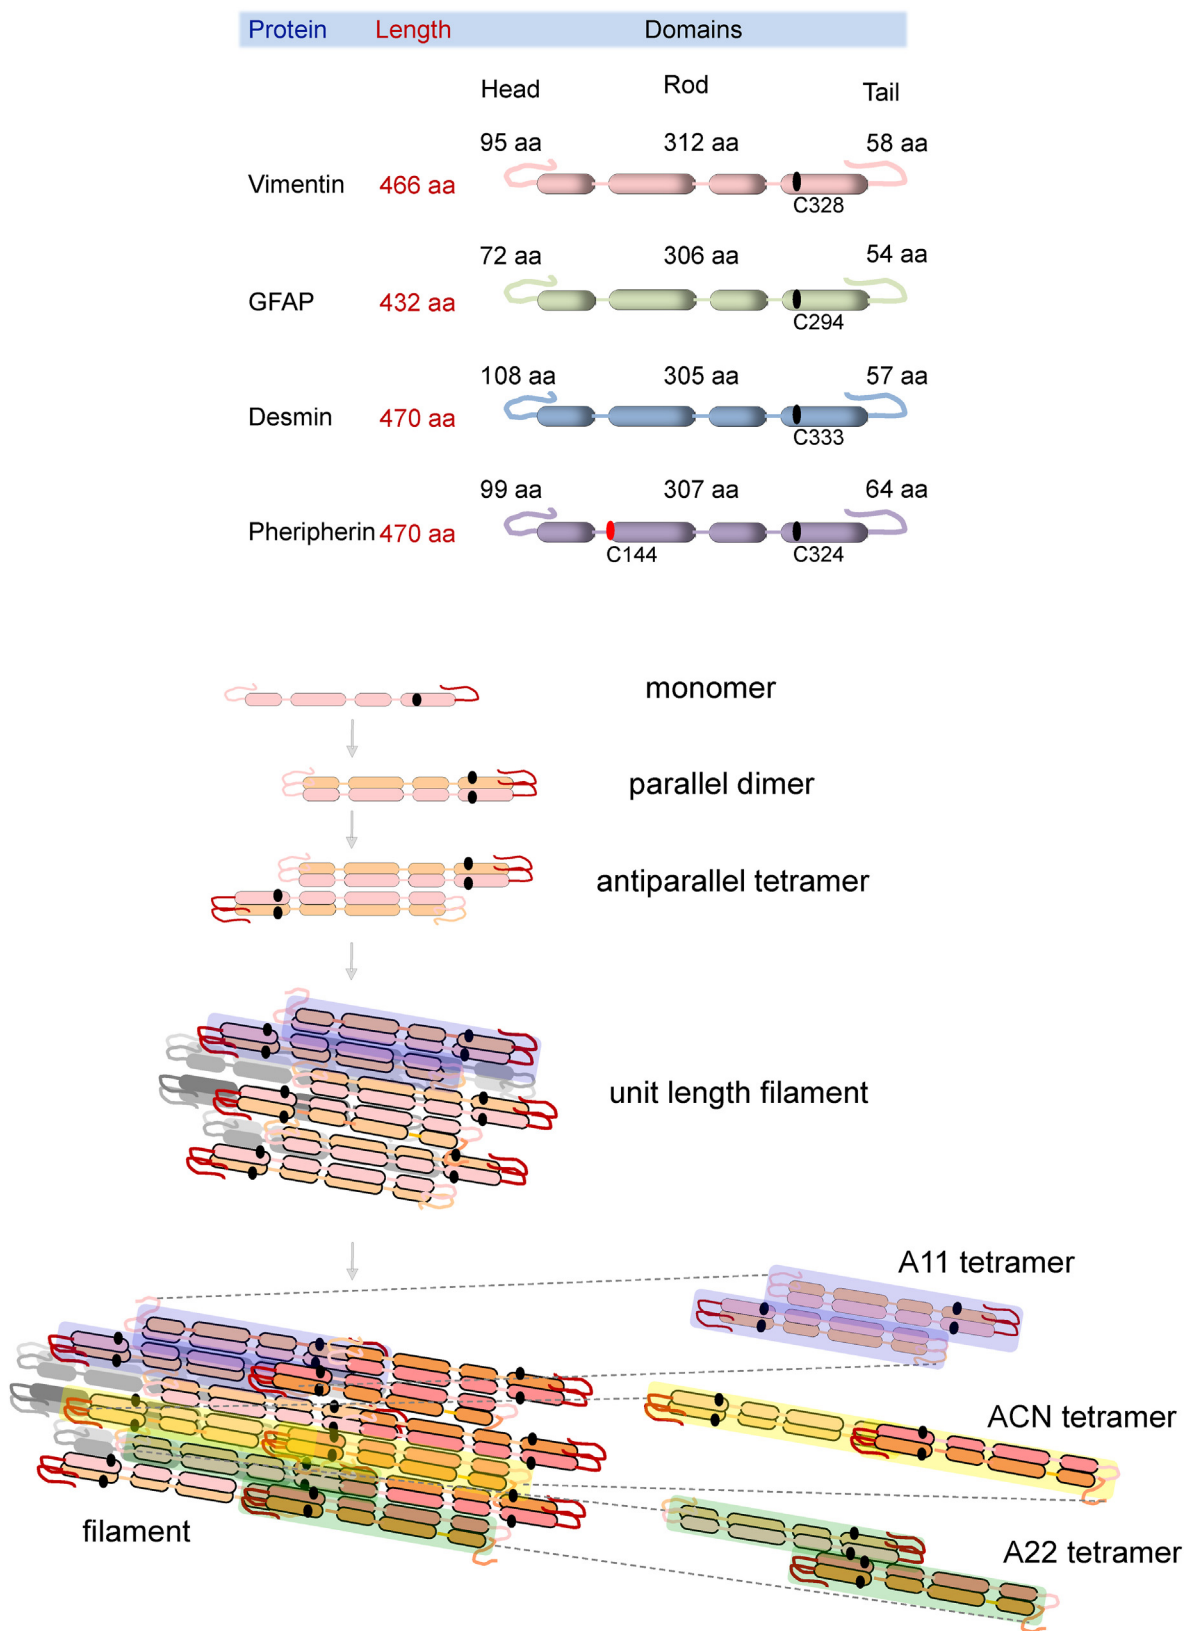 Protein Length Domains
Head Rod Tail
95 aa 312 aa 58 aa
Vimentin 466 aa
C328
72 aa 306 aa 54 aa
GFAP 432 aa
C294
108 aa 305 aa 57 aa
Desmin 470 aa
C333
99 aa 307 aa 64 aa
Pheripherin 470 aa
C144 C324
monomer
parallel dimer
antiparallel tetramer
unit length filament
A11 tetramer
ACN tetramer
filament
A22 tetramer